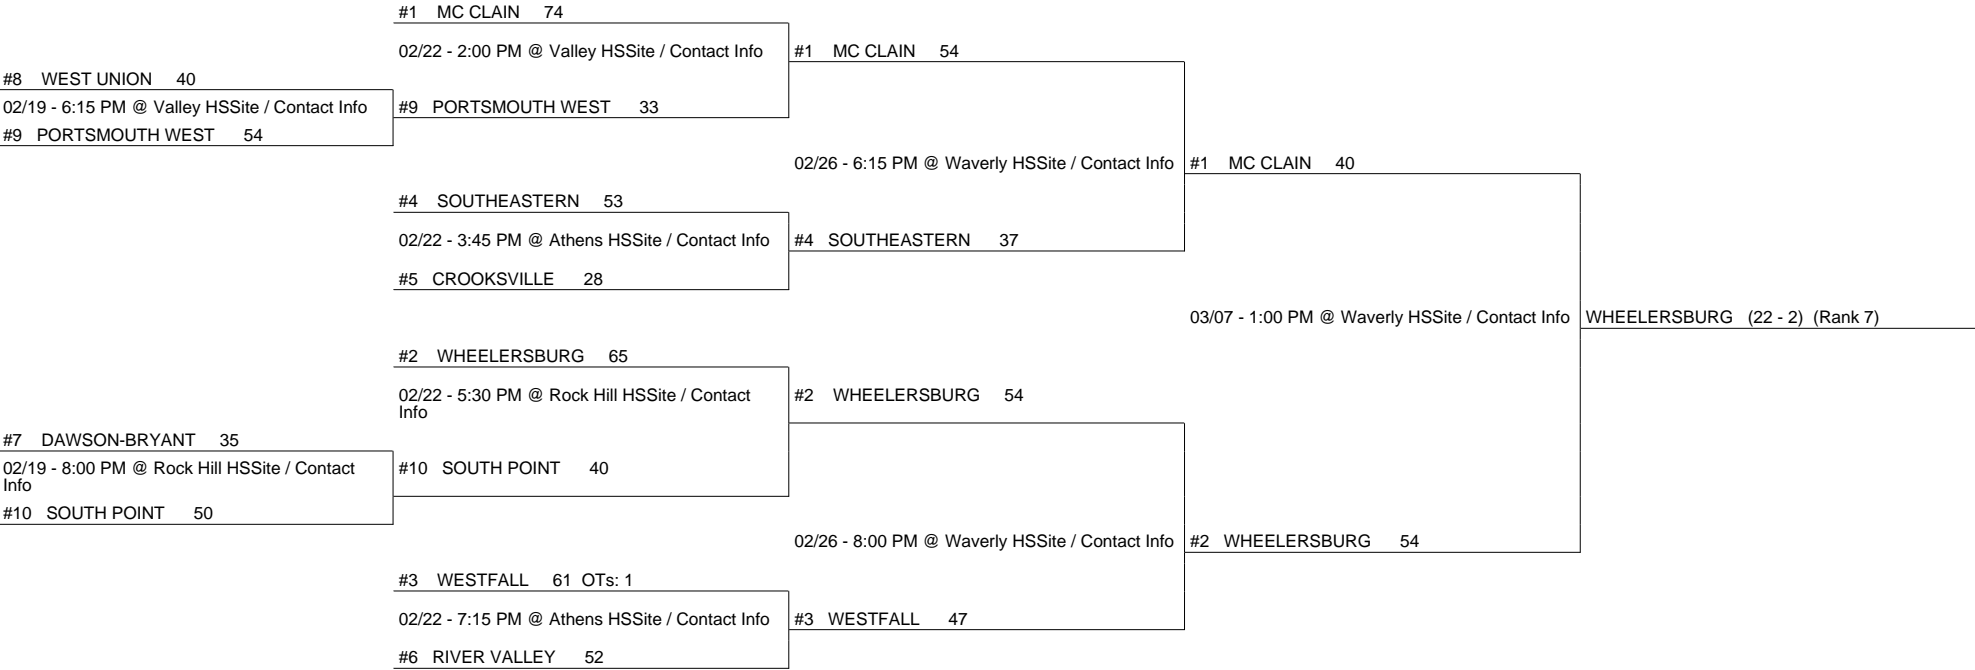 #1 MC CLAIN 74
02/22 - 2:00 PM @ Valley HSSite / Contact Info
#1 MC CLAIN 54
#8 WEST UNION 40
02/19 - 6:15 PM @ Valley HSSite / Contact Info
#9 PORTSMOUTH WEST 33
#9 PORTSMOUTH WEST 54
02/26 - 6:15 PM @ Waverly HSSite / Contact Info
#1 MC CLAIN 40
#4 SOUTHEASTERN 53
02/22 - 3:45 PM @ Athens HSSite / Contact Info
#4 SOUTHEASTERN 37
#5 CROOKSVILLE 28
03/07 - 1:00 PM @ Waverly HSSite / Contact Info
WHEELERSBURG (22 - 2) (Rank 7)
#2 WHEELERSBURG 65
02/22 - 5:30 PM @ Rock Hill HSSite / Contact
Info
#2 WHEELERSBURG 54
#7 DAWSON-BRYANT 35
02/19 - 8:00 PM @ Rock Hill HSSite / Contact
Info
#10 SOUTH POINT 40
#10 SOUTH POINT 50
02/26 - 8:00 PM @ Waverly HSSite / Contact Info
#2 WHEELERSBURG 54
#3 WESTFALL 61 OTs: 1
02/22 - 7:15 PM @ Athens HSSite / Contact Info
#3 WESTFALL 47
#6 RIVER VALLEY 52